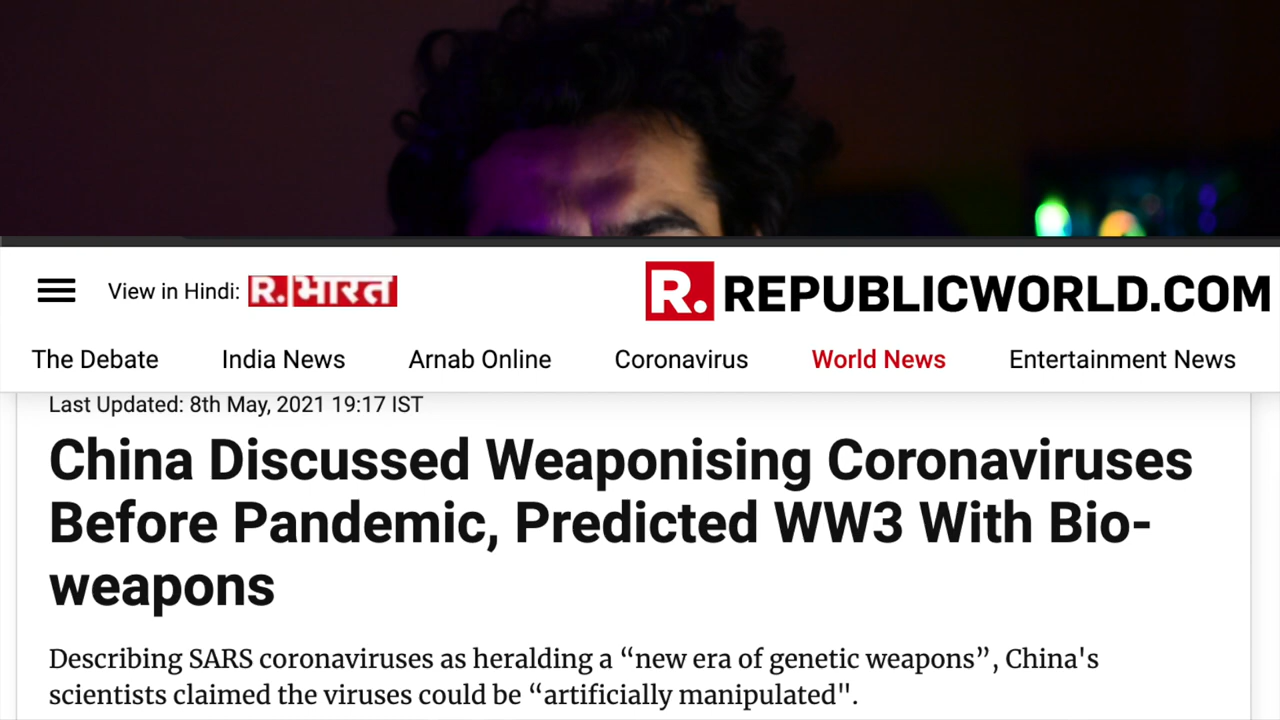 View in Hindi: R.भारत
R. REPUBLICWORLD.COM
The Debate India News Arnab Online Coronavirus World News Entertainment News
Last Updated: 8th May, 2021 19:17 IST
China Discussed Weaponising Coronaviruses
Before Pandemic, Predicted WW3 With Bio-
weapons
Describing SARS coronaviruses as heralding a “new era of genetic weapons”, China's
scientists claimed the viruses could be “artificially manipulated".